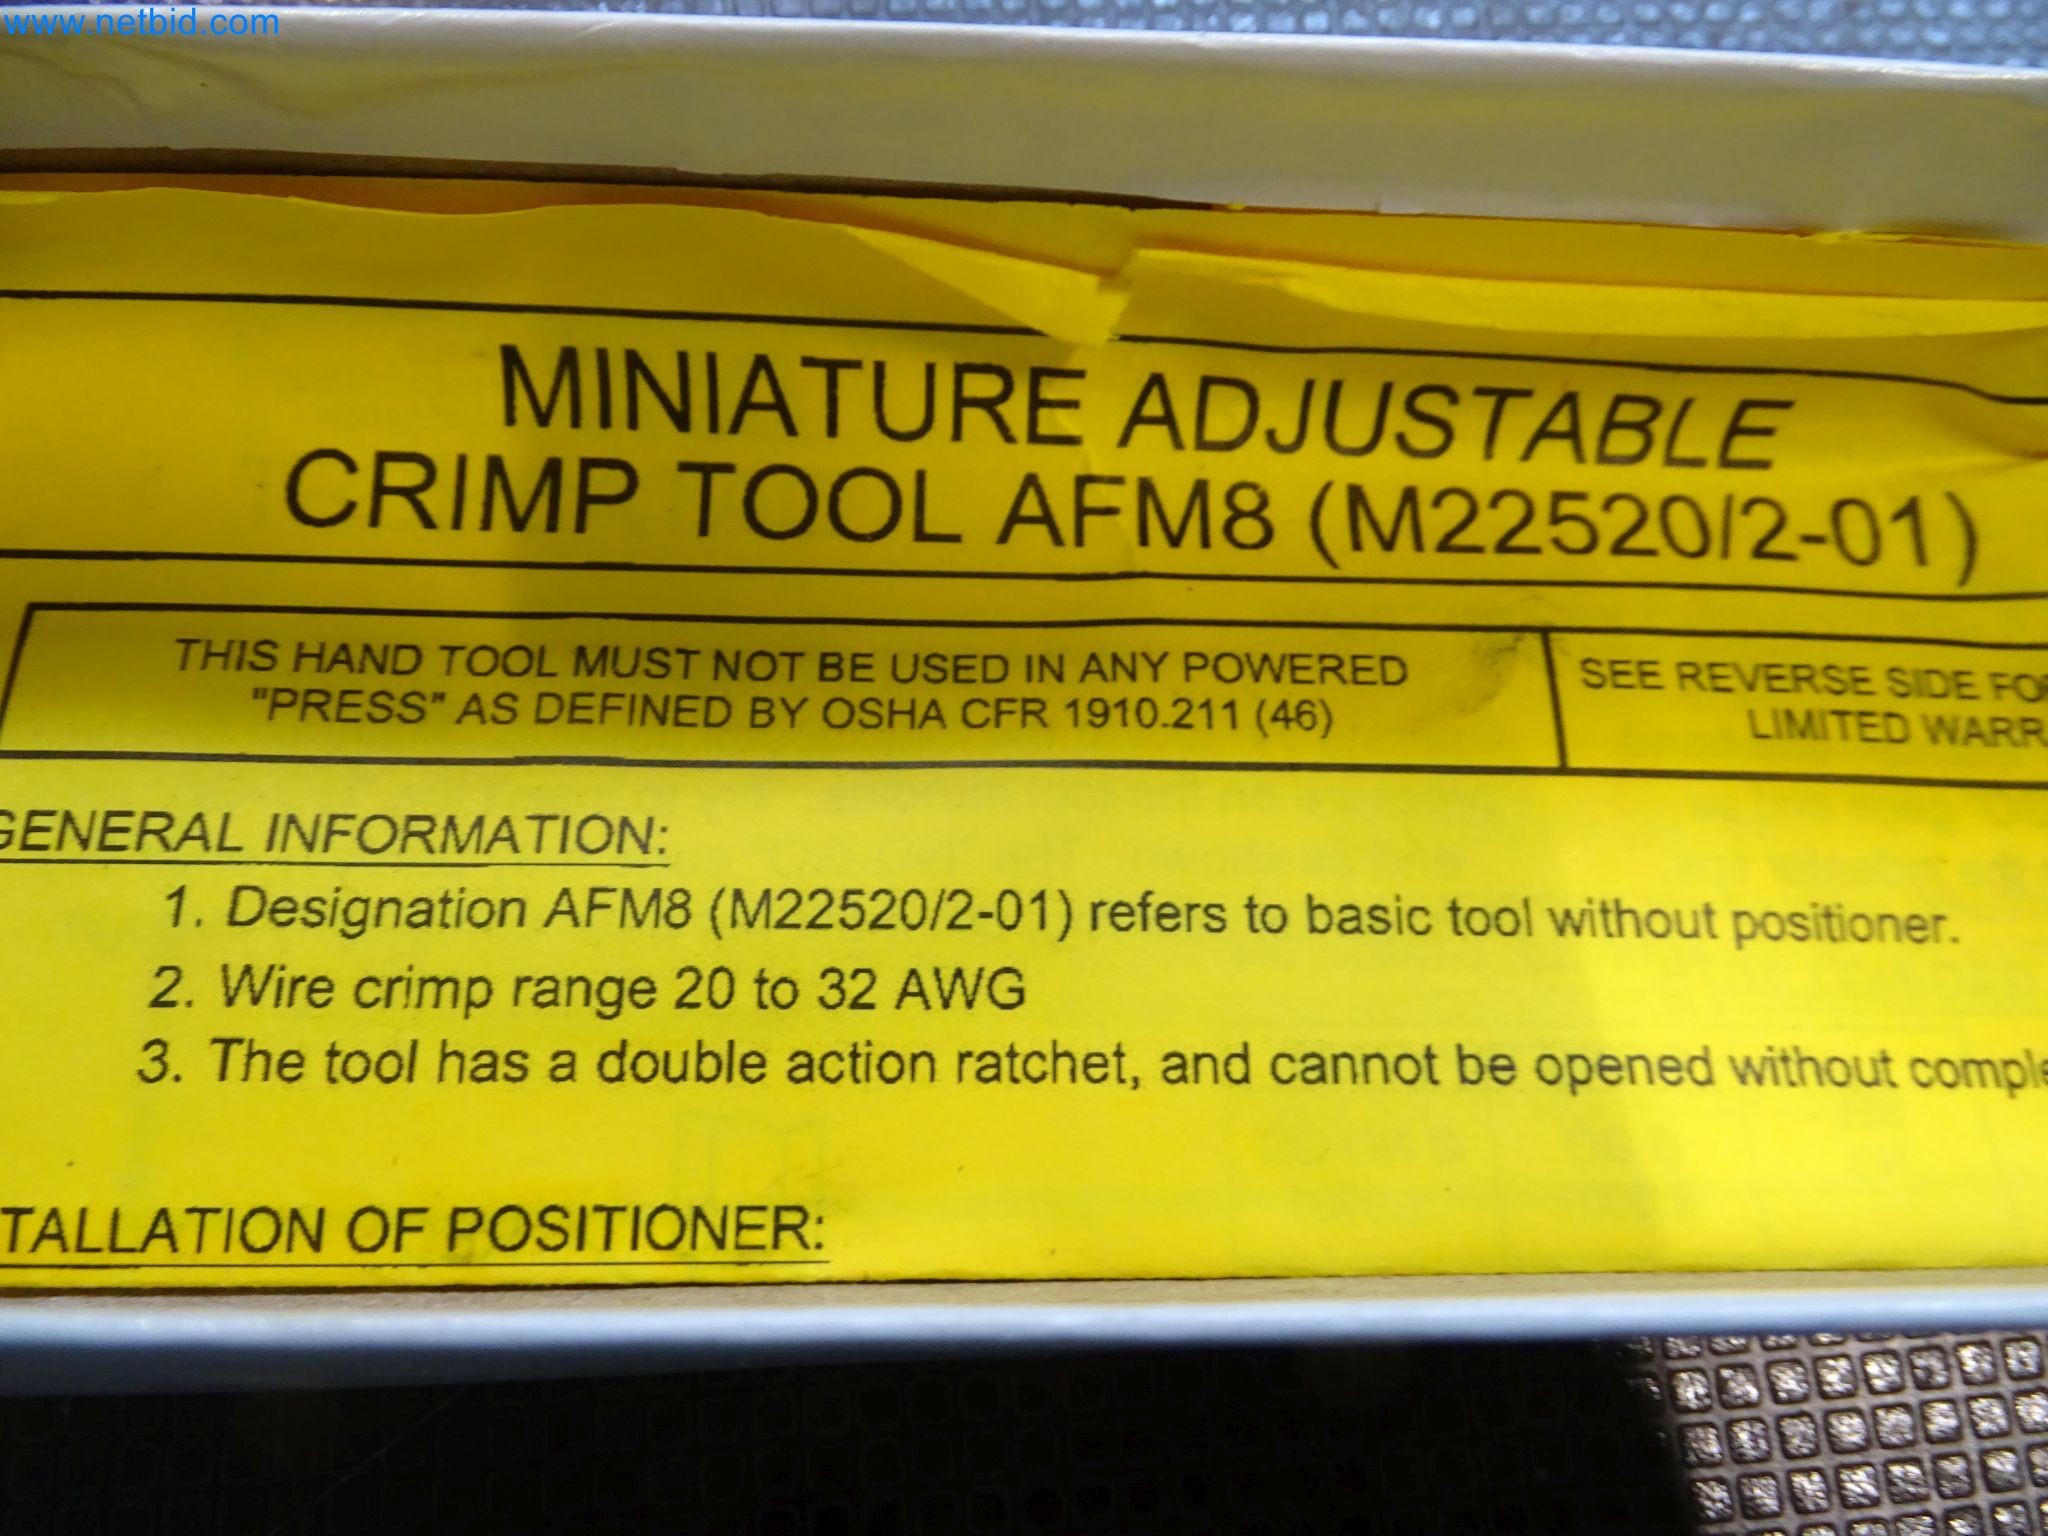 www.netbid.com
MINIATURE ADJUSTABLE
CRIMP TOOL AFM8 (M22520/2-01)
THIS HAND TOOL MUST NOT BE USED IN ANY POWERED
"PRESS" AS DEFINED BY OSHA CFR 1910.211 (46)
SEE REVERSE SIDE FO
LIMITED WARR
GENERAL INFORMATION:
1. Designation AFM8 (M22520/2-01) refers to basic tool without positioner.
2. Wire crimp range 20 to 32 AWG
3. The tool has a double action ratchet, and cannot be opened without comple
TALLATION OF POSITIONER: